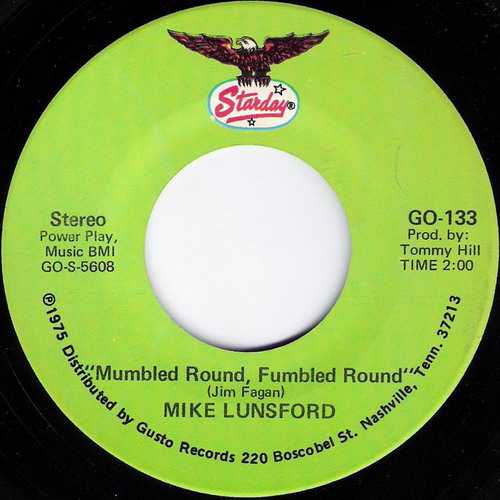 Starday®
Stereo
Power Play,
Music BMI
GO-S-5608
GO-133
Prod. by:
Tommy Hill
TIME 2:00
"Mumbled Round, Fumbled Round"
(Jim Fagan)
MIKE LUNSFORD
℗1975 Distributed by Gusto Records 220 Boscobel St. Nashville, Tenn. 37213